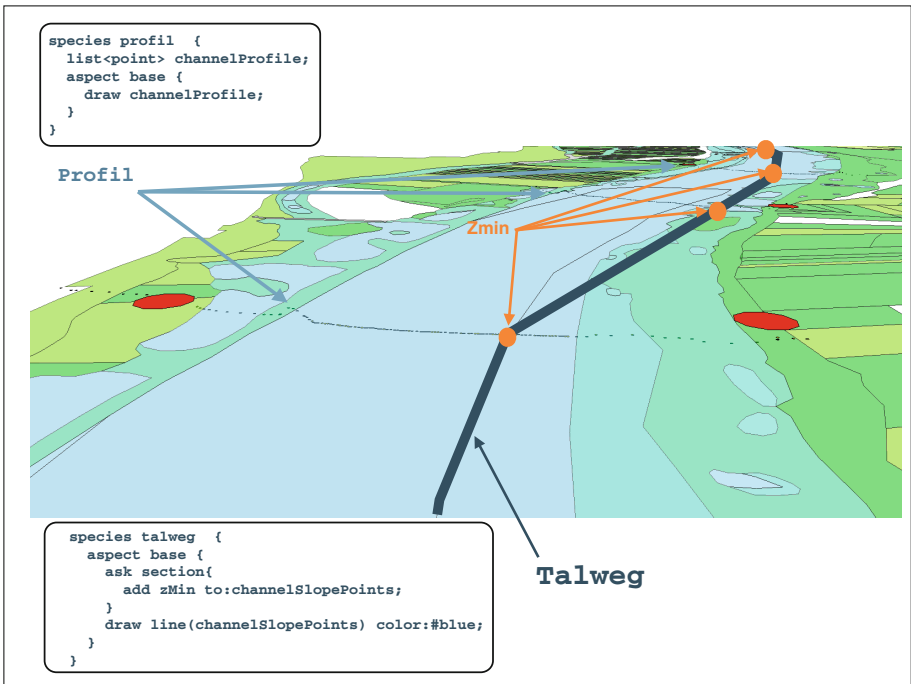 species profil {
list<point> channelProfile;
aspect base {
draw channelProfile;
}
}
Profil
Zmin
species talweg {
aspect base {
ask section{
add zMin to:channelSlopePoints;
}
draw line(channelSlopePoints) color:#blue;
}
}
Talweg